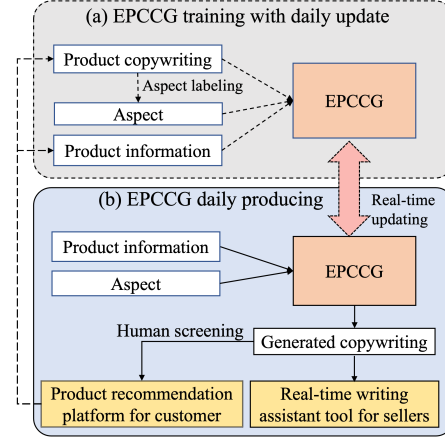 (a) EPCCG training with daily update
Product copywriting
Aspect labeling
Aspect
Product information
EPCCG
(b) EPCCG daily producing
Real-time
updating
Product information
Aspect
EPCCG
Human screening
Generated copywriting
Product recommendation
platform for customer
Real-time writing
assistant tool for sellers